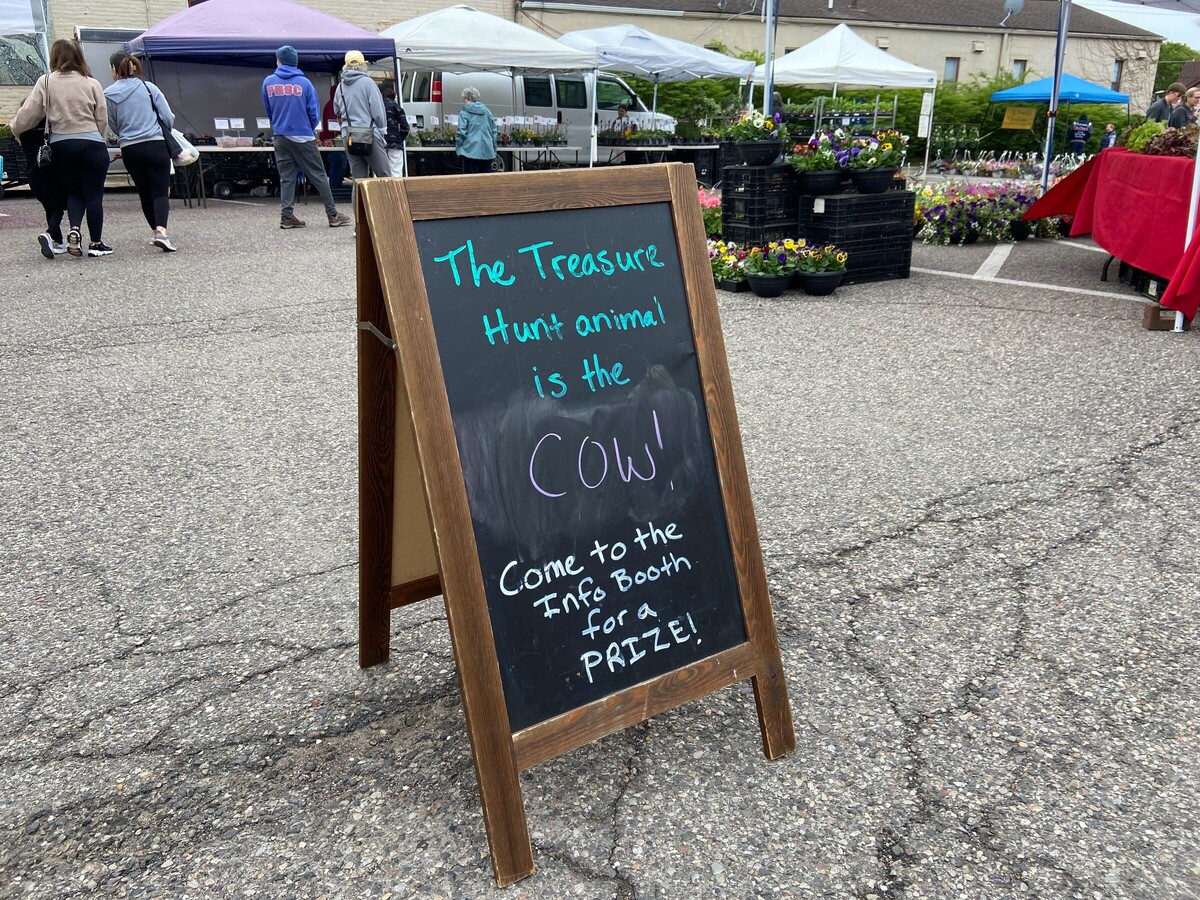 The Treasure
Hunt animal
is the
COW!
Come to the
Info Booth
for a
PRIZE!